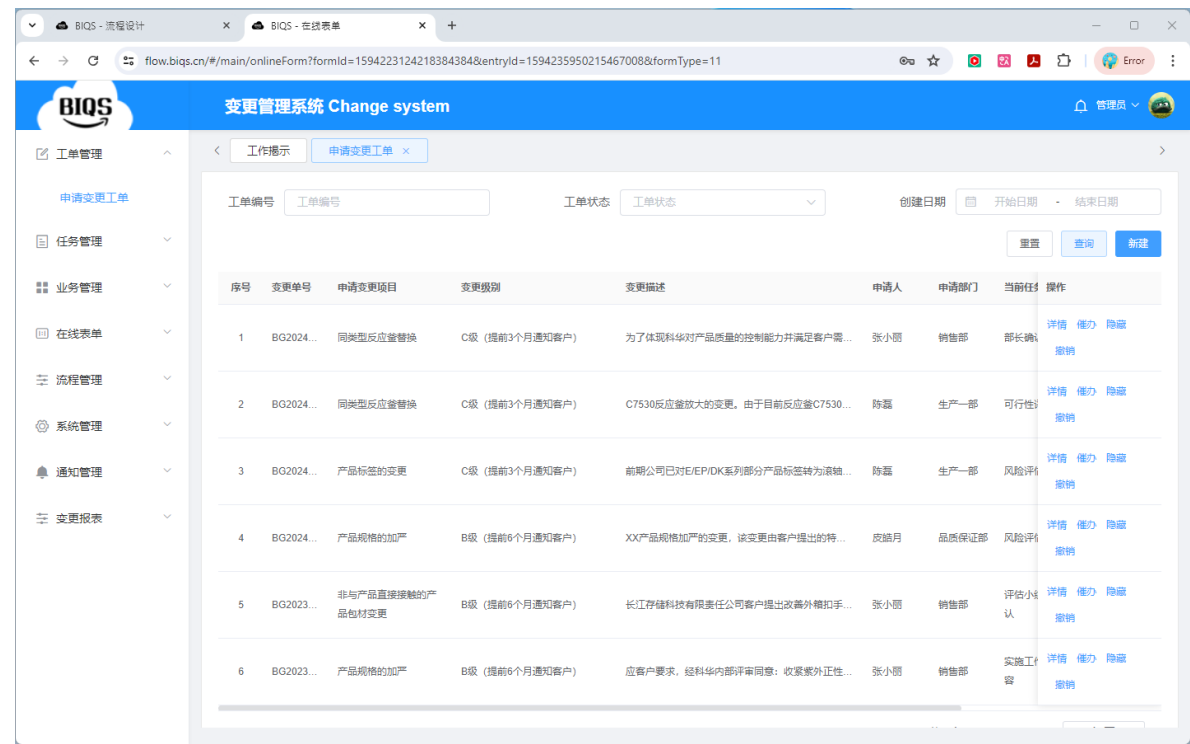 BIQS - 流程设计
BIQS - 在线表单
flow.biqs.cn/#/main/onlineForm?formId=1594223124218384384&entryId=1594235950215467008&formType=11
Error
BIQS
变更管理系统 Change system
管理员
工单管理
申请变更工单
任务管理
业务管理
在线表单
流程管理
系统管理
通知管理
变更报表
工作揭示
申请变更工单
工单编号 工单编号 工单状态 工单状态 创建日期 开始日期 - 结束日期
重置 查询 新建
序号 变更单号 申请变更项目 变更级别 变更描述 申请人 申请部门 当前任 操作
1 BG2024... 同类型反应釜替换 C级（提前3个月通知客户） 为了体现科华对产品质量的控制能力并满足客户需... 张小丽 销售部 部长确 详情 催办 隐藏
撤销
2 BG2024... 同类型反应釜替换 C级（提前3个月通知客户） C7530反应釜放大的变更。由于目前反应釜C7530... 陈磊 生产一部 可行性 详情 催办 隐藏
撤销
3 BG2024... 产品标签的变更 C级（提前3个月通知客户） 前期公司已对E/EP/DK系列部分产品标签转为滚轴... 陈磊 生产一部 风险评 详情 催办 隐藏
撤销
4 BG2024... 产品规格的加严 B级（提前6个月通知客户） XX产品规格加严的变更，该变更由客户提出的特... 皮皓月 品质保证部 风险评 详情 催办 隐藏
撤销
5 BG2023... 非与产品直接接触的产品包材变更 B级（提前6个月通知客户） 长江存储科技有限责任公司客户提出改善外箱扣手... 张小丽 销售部 评估小 认 详情 催办 隐藏
撤销
6 BG2023... 产品规格的加严 B级（提前6个月通知客户） 应客户要求，经科华内部评审同意：收紧紫外正性... 张小丽 销售部 实施工 容 详情 催办 隐藏
撤销